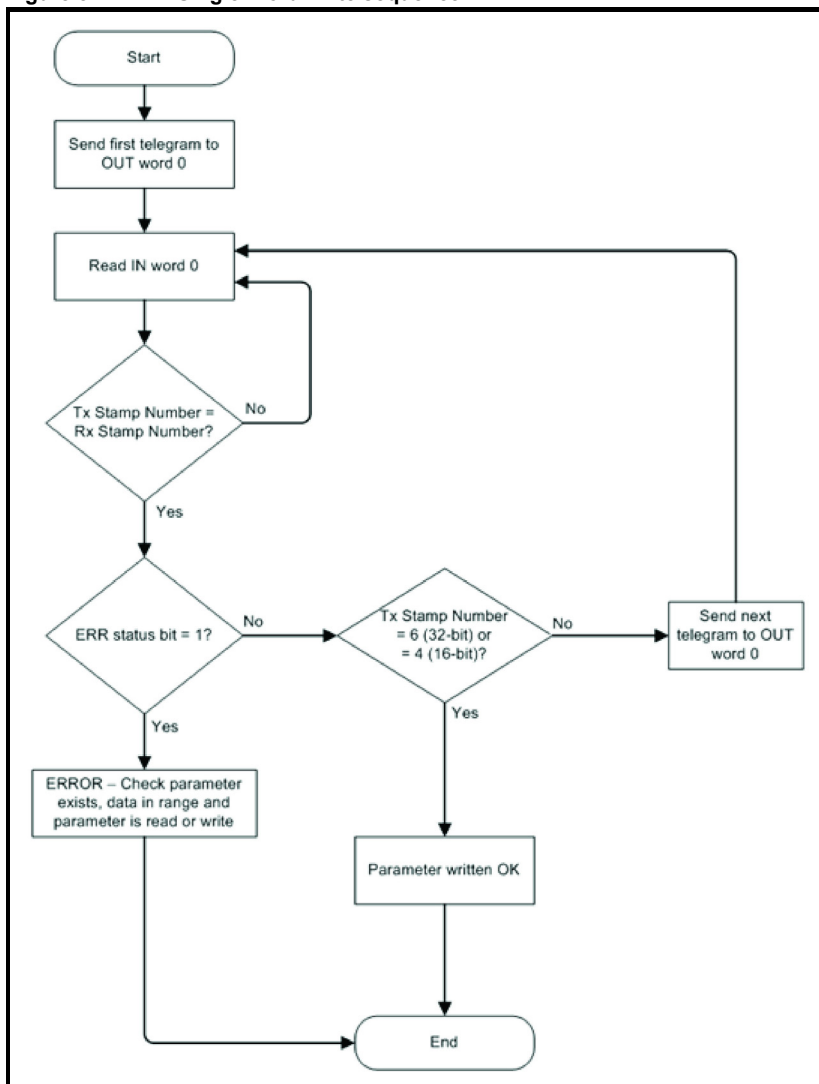 Start
Send first telegram to
OUT word 0
Read IN word 0
Tx Stamp Number =
Rx Stamp Number?
No
Yes
ERR status bit = 1?
No
Tx Stamp Number
= 6 (32-bit) or
= 4 (16-bit)?
No
Send next
telegram to OUT
word 0
Yes
Yes
ERROR – Check parameter
exists, data in range and
parameter is read or write
Parameter written OK
End